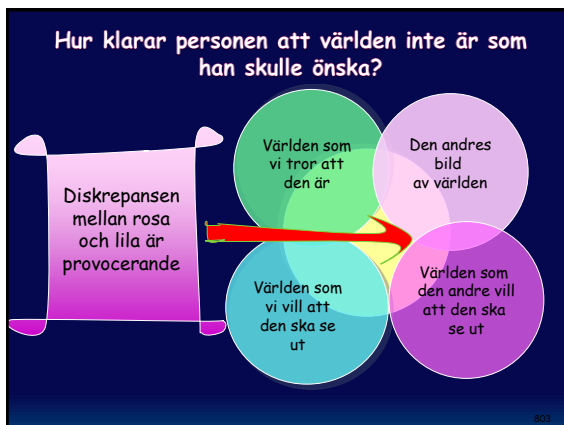 Hur klarar personen att världen inte är som
han skulle önska?
Diskrepansen
mellan rosa
och lila är
provocerande
Världen som
vi tror att
den är
Den andres
bild
av världen
Världen som
vi vill att
den ska se
ut
Världen som
den andre vill
att den ska
se ut
803